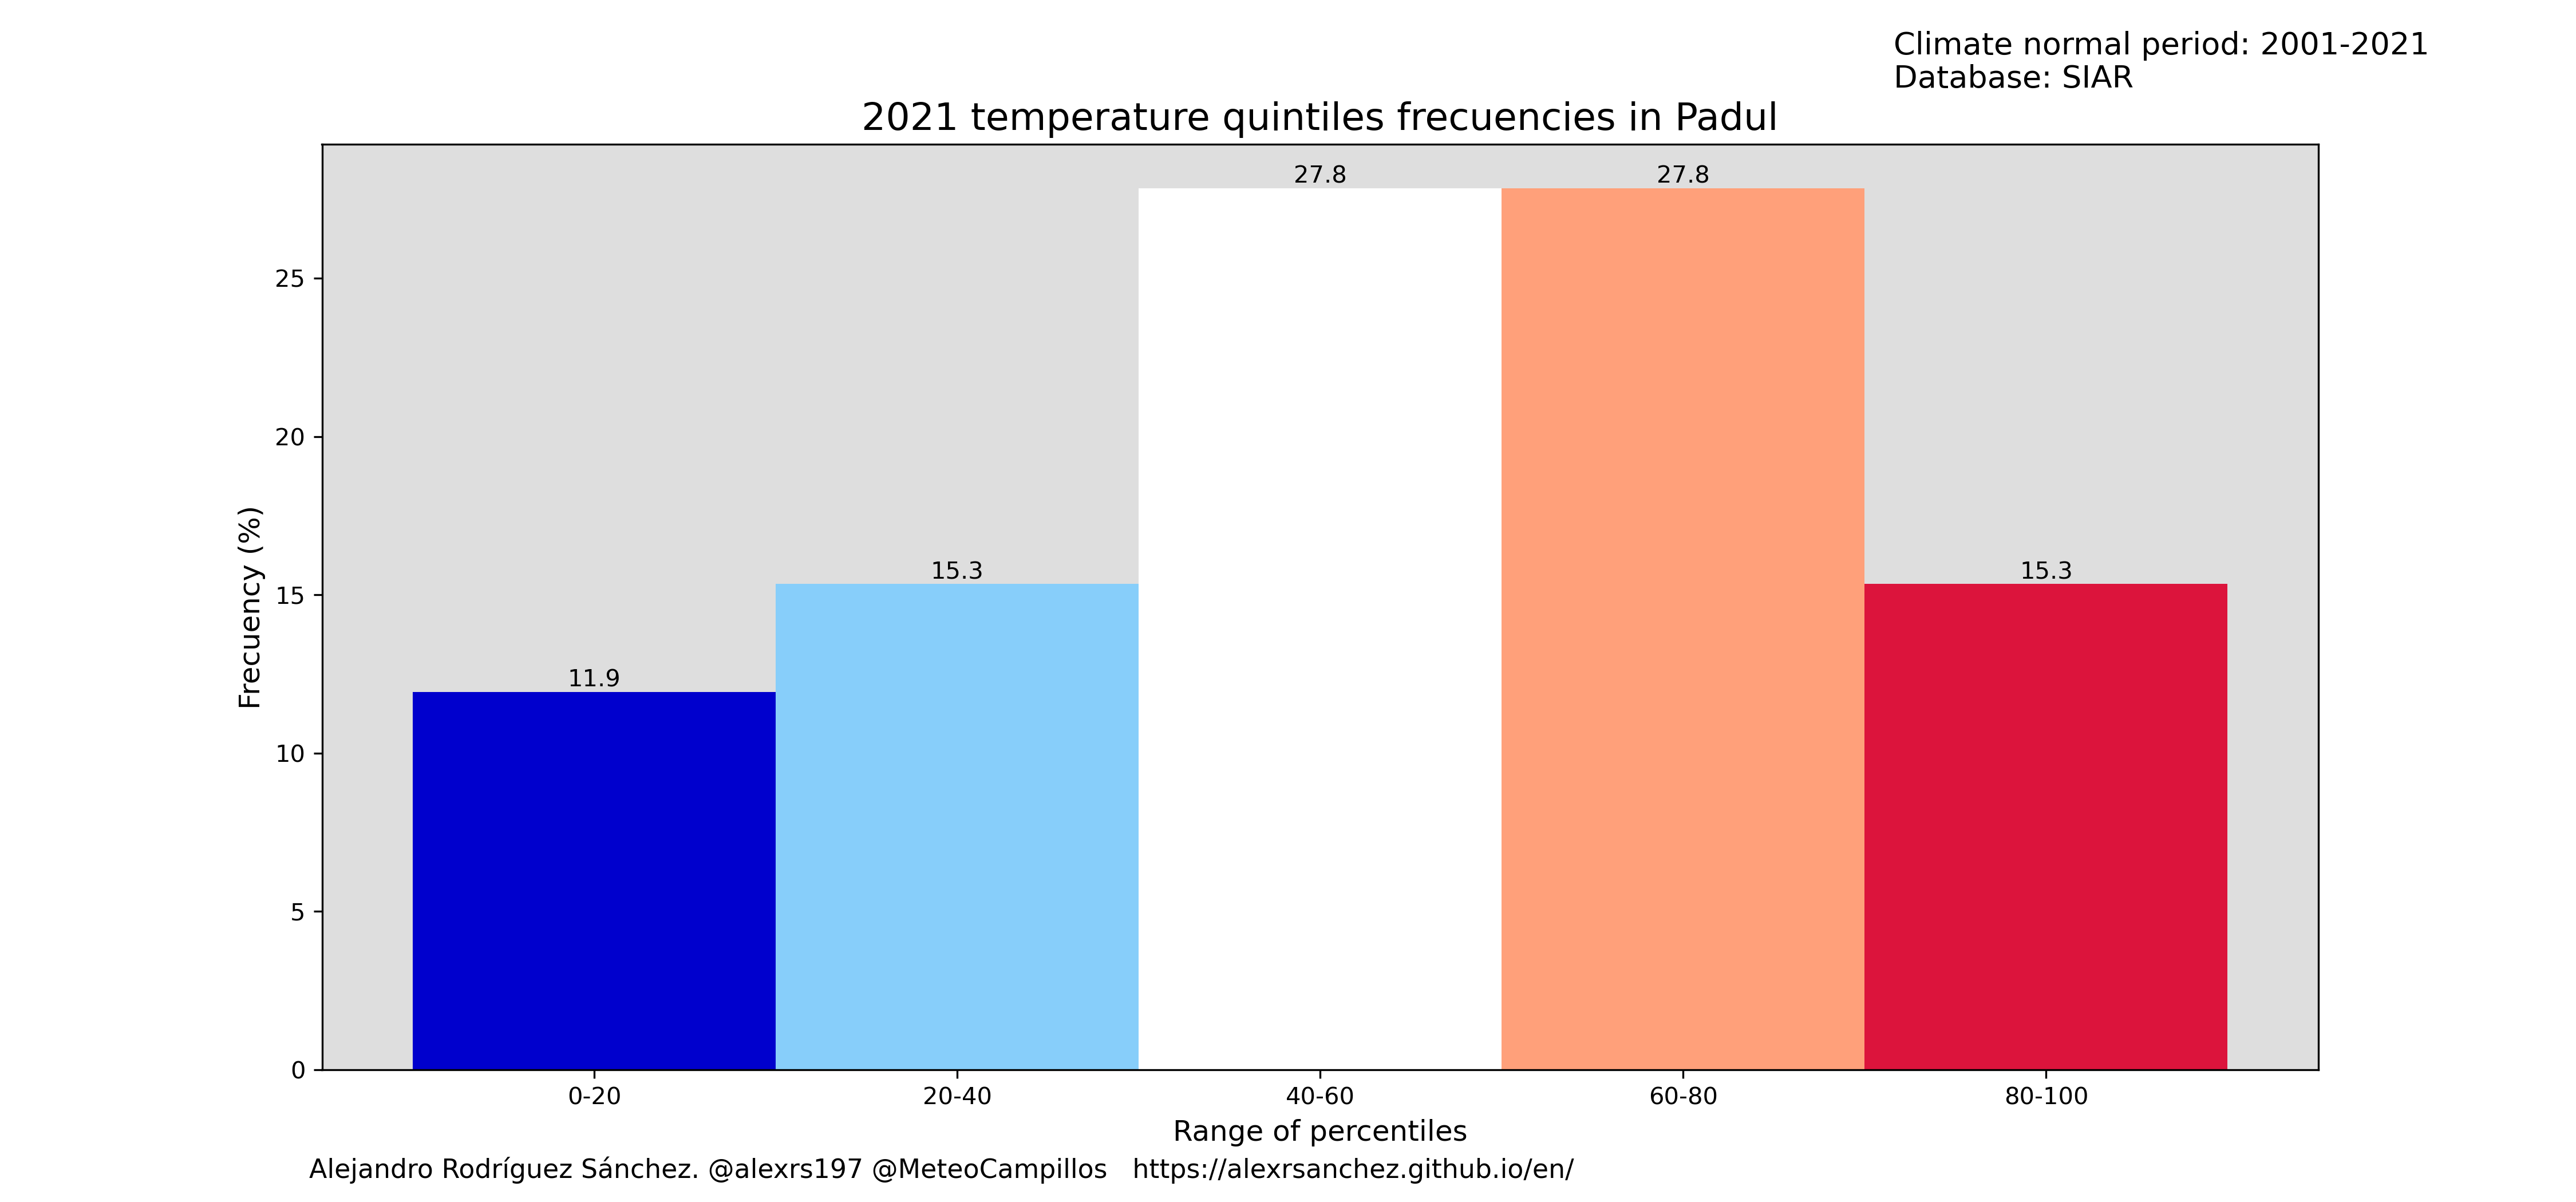 Climate normal period: 2001-2021
Database: SIAR
2021 temperature quintiles frecuencies in Padul
27.8
27.8
25
20
Frecuency (%)
15.3
15.3
15
11.9
10
5
0
0-20
20-40
40-60
60-80
80-100
Range of percentiles
Alejandro Rodríguez Sánchez. @alexrs197 @MeteoCampillos https://alexrsanchez.github.io/en/